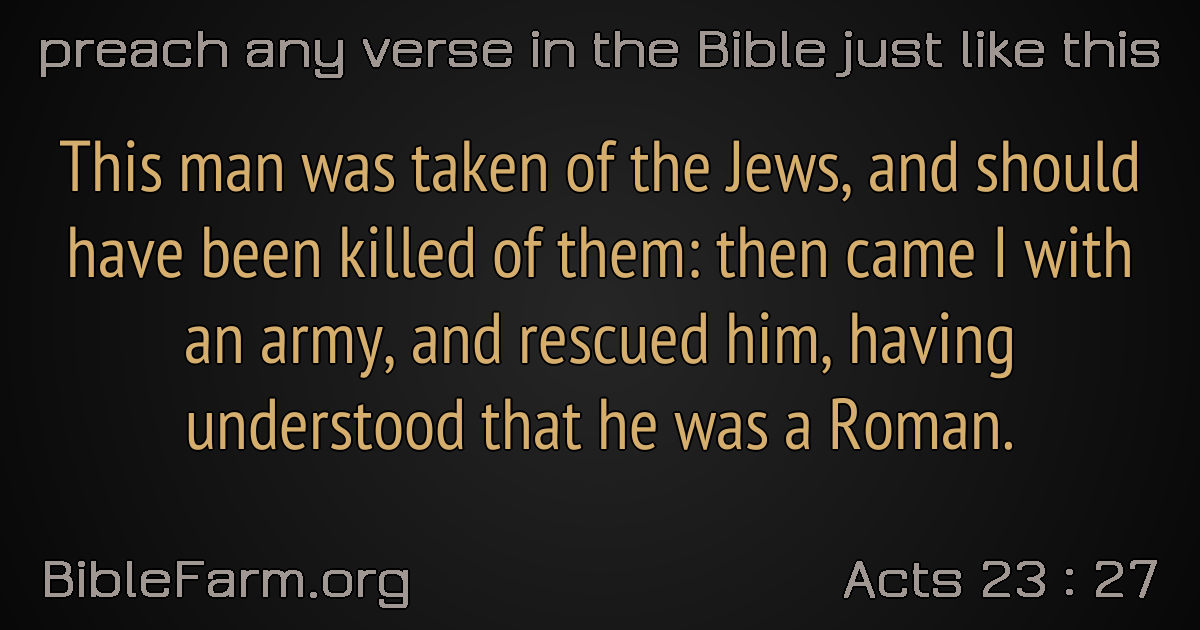 preach any verse in the Bible just like this
This man was taken of the Jews, and should
have been killed of them: then came I with
an army, and rescued him, having
understood that he was a Roman.
BibleFarm.org
Acts 23 : 27